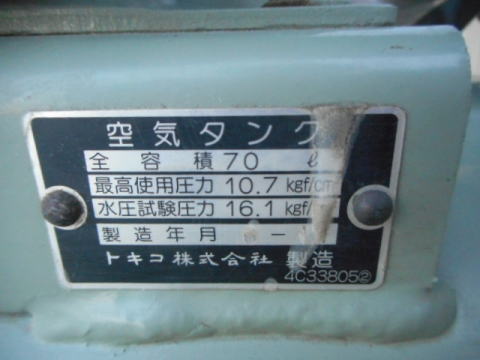 空気タンク
全容積 70 ℓ
最高使用圧力 10.7 kgf/cm²
水圧試験圧力 16.1 kgf/
製造年月 -
トキコ株式会社 製造
4C33805②